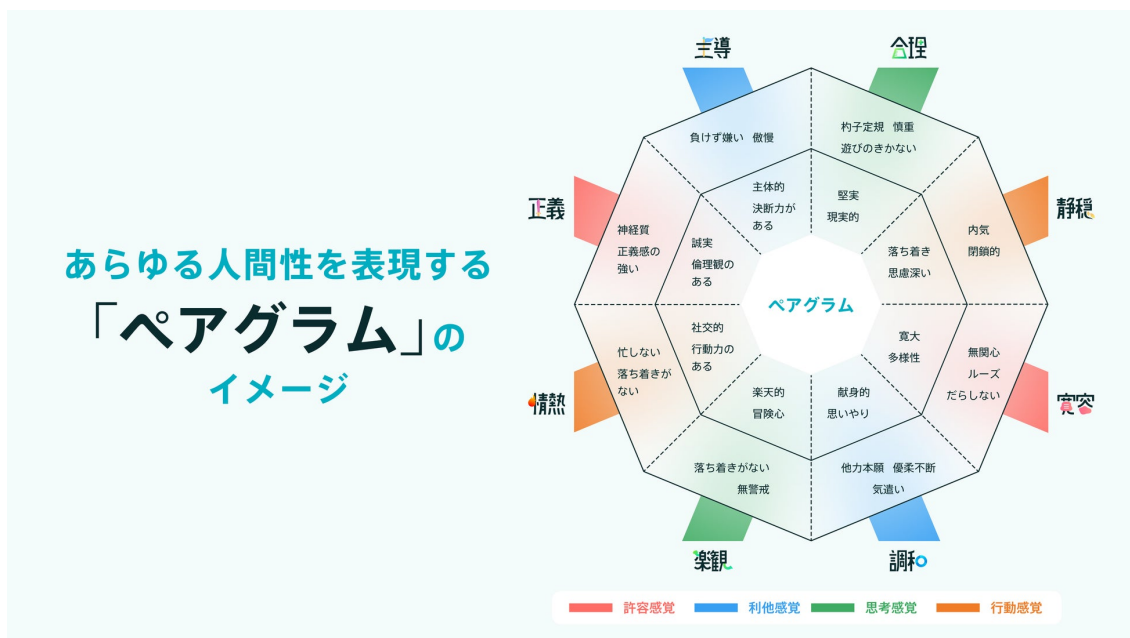 あらゆる人間性を表現する
「ペアグラム」の
イメージ
主導
合理
負けず嫌い 傲慢
杓子定規 慎重
遊びのきかない
主体的
決断力が
ある
堅実
現実的
正義
静穏
神経質
正義感の
強い
誠実
倫理観の
ある
落ち着き
思慮深い
内気
閉鎖的
ペアグラム
忙しない
落ち着きが
ない
社交的
行動力の
ある
寛大
多様性
無関心
ルーズ
だらしない
情熱
寛容
楽天的
冒険心
献身的
思いやり
落ち着きがない
無警戒
他力本願 優柔不断
気遣い
楽観
調和
許容感覚
利他感覚
思考感覚
行動感覚